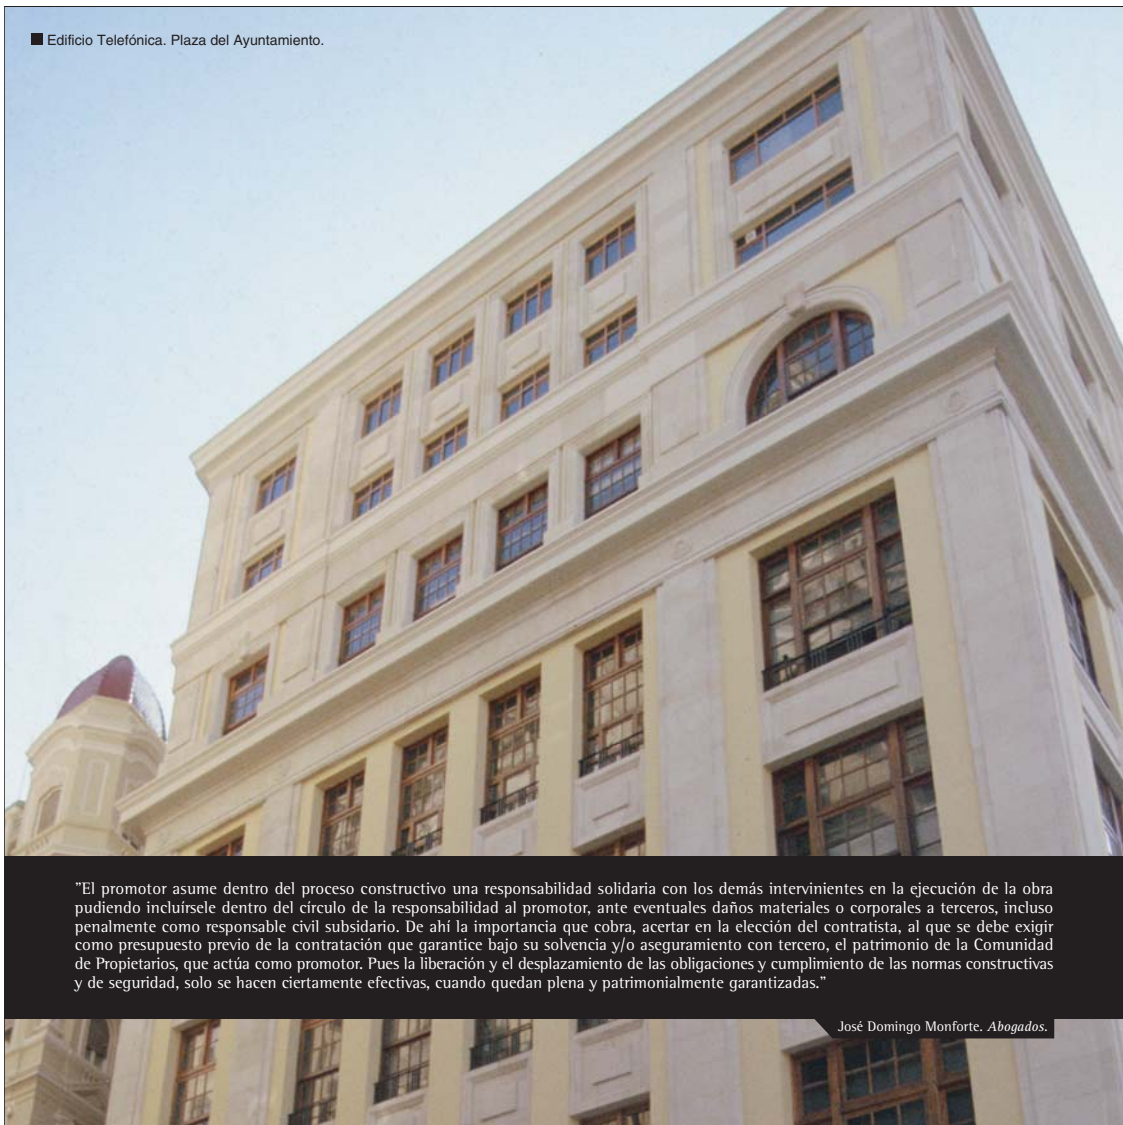 Edificio Telefónica. Plaza del Ayuntamiento.
"El promotor asume dentro del proceso constructivo una responsabilidad solidaria con los demás intervinientes en la ejecución de la obra
pudiendo incluírsele dentro del círculo de la responsabilidad al promotor, ante eventuales daños materiales o corporales a terceros, incluso
penalmente como responsable civil subsidario. De ahí la importancia que cobra, acertar en la elección del contratista, al que se debe exigir
como presupuesto previo de la contratación que garantice bajo su solvencia y/o aseguramiento con tercero, el patrimonio de la Comunidad
de Propietarios, que actúa como promotor. Pues la liberación y el desplazamiento de las obligaciones y cumplimiento de las normas constructivas
y de seguridad, solo se hacen ciertamente efectivas, cuando quedan plena y patrimonialmente garantizadas."
José Domingo Monforte. Abogados.